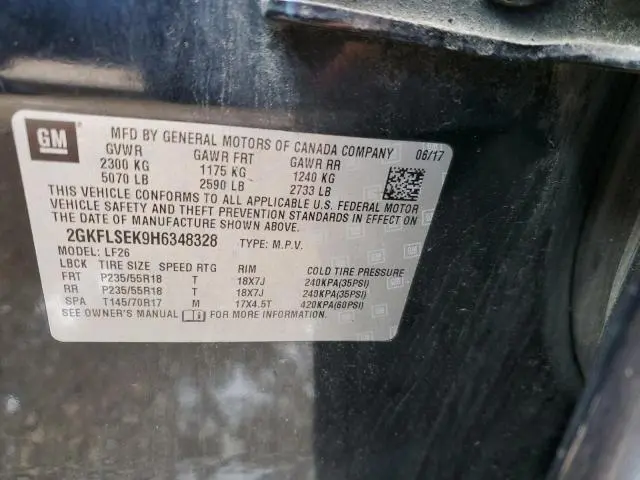 GM
MFD BY GENERAL MOTORS OF CANADA COMPANY 06/17
GVWR GAWR FRT GAWR RR
2300 KG 1175 KG 1240 KG
5070 LB 2590 LB 2733 LB
THIS VEHICLE CONFORMS TO ALL APPLICABLE U.S. FEDERAL MOTOR
VEHICLE SAFETY AND THEFT PREVENTION STANDARDS IN EFFECT ON
THE DATE OF MANUFACTURE SHOWN ABOVE.
2GKFLSEK9H6348328 TYPE: M.P.V.
MODEL: LF26
LBCK TIRE SIZE SPEED RTG RIM COLD TIRE PRESSURE
FRT P235/55R18 T 18X7J 240KPA(35PSI)
RR P235/55R18 T 18X7J 240KPA(35PSI)
SPA T145/70R17 M 17X4.5T 420KPA(60PSI)
SEE OWNER'S MANUAL FOR MORE INFORMATION.